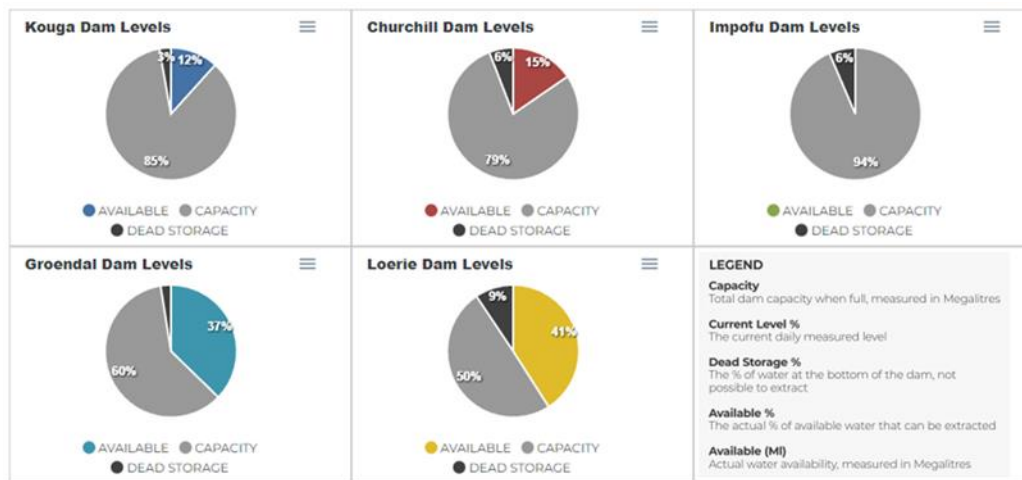 Kouga Dam Levels
3%
12%
85%
AVAILABLE CAPACITY
DEAD STORAGE
Churchill Dam Levels
6%
15%
79%
AVAILABLE CAPACITY
DEAD STORAGE
Impofu Dam Levels
6%
94%
AVAILABLE CAPACITY
DEAD STORAGE
Groendal Dam Levels
37%
60%
AVAILABLE CAPACITY
DEAD STORAGE
Loerie Dam Levels
9%
41%
50%
AVAILABLE CAPACITY
DEAD STORAGE
LEGEND
Capacity
Total dam capacity when full, measured in Megalitres
Current Level %
The current daily measured level
Dead Storage %
The % of water at the bottom of the dam, not
possible to extract
Available %
The actual % of available water that can be extracted
Available (Ml)
Actual water availability, measured in Megalitres